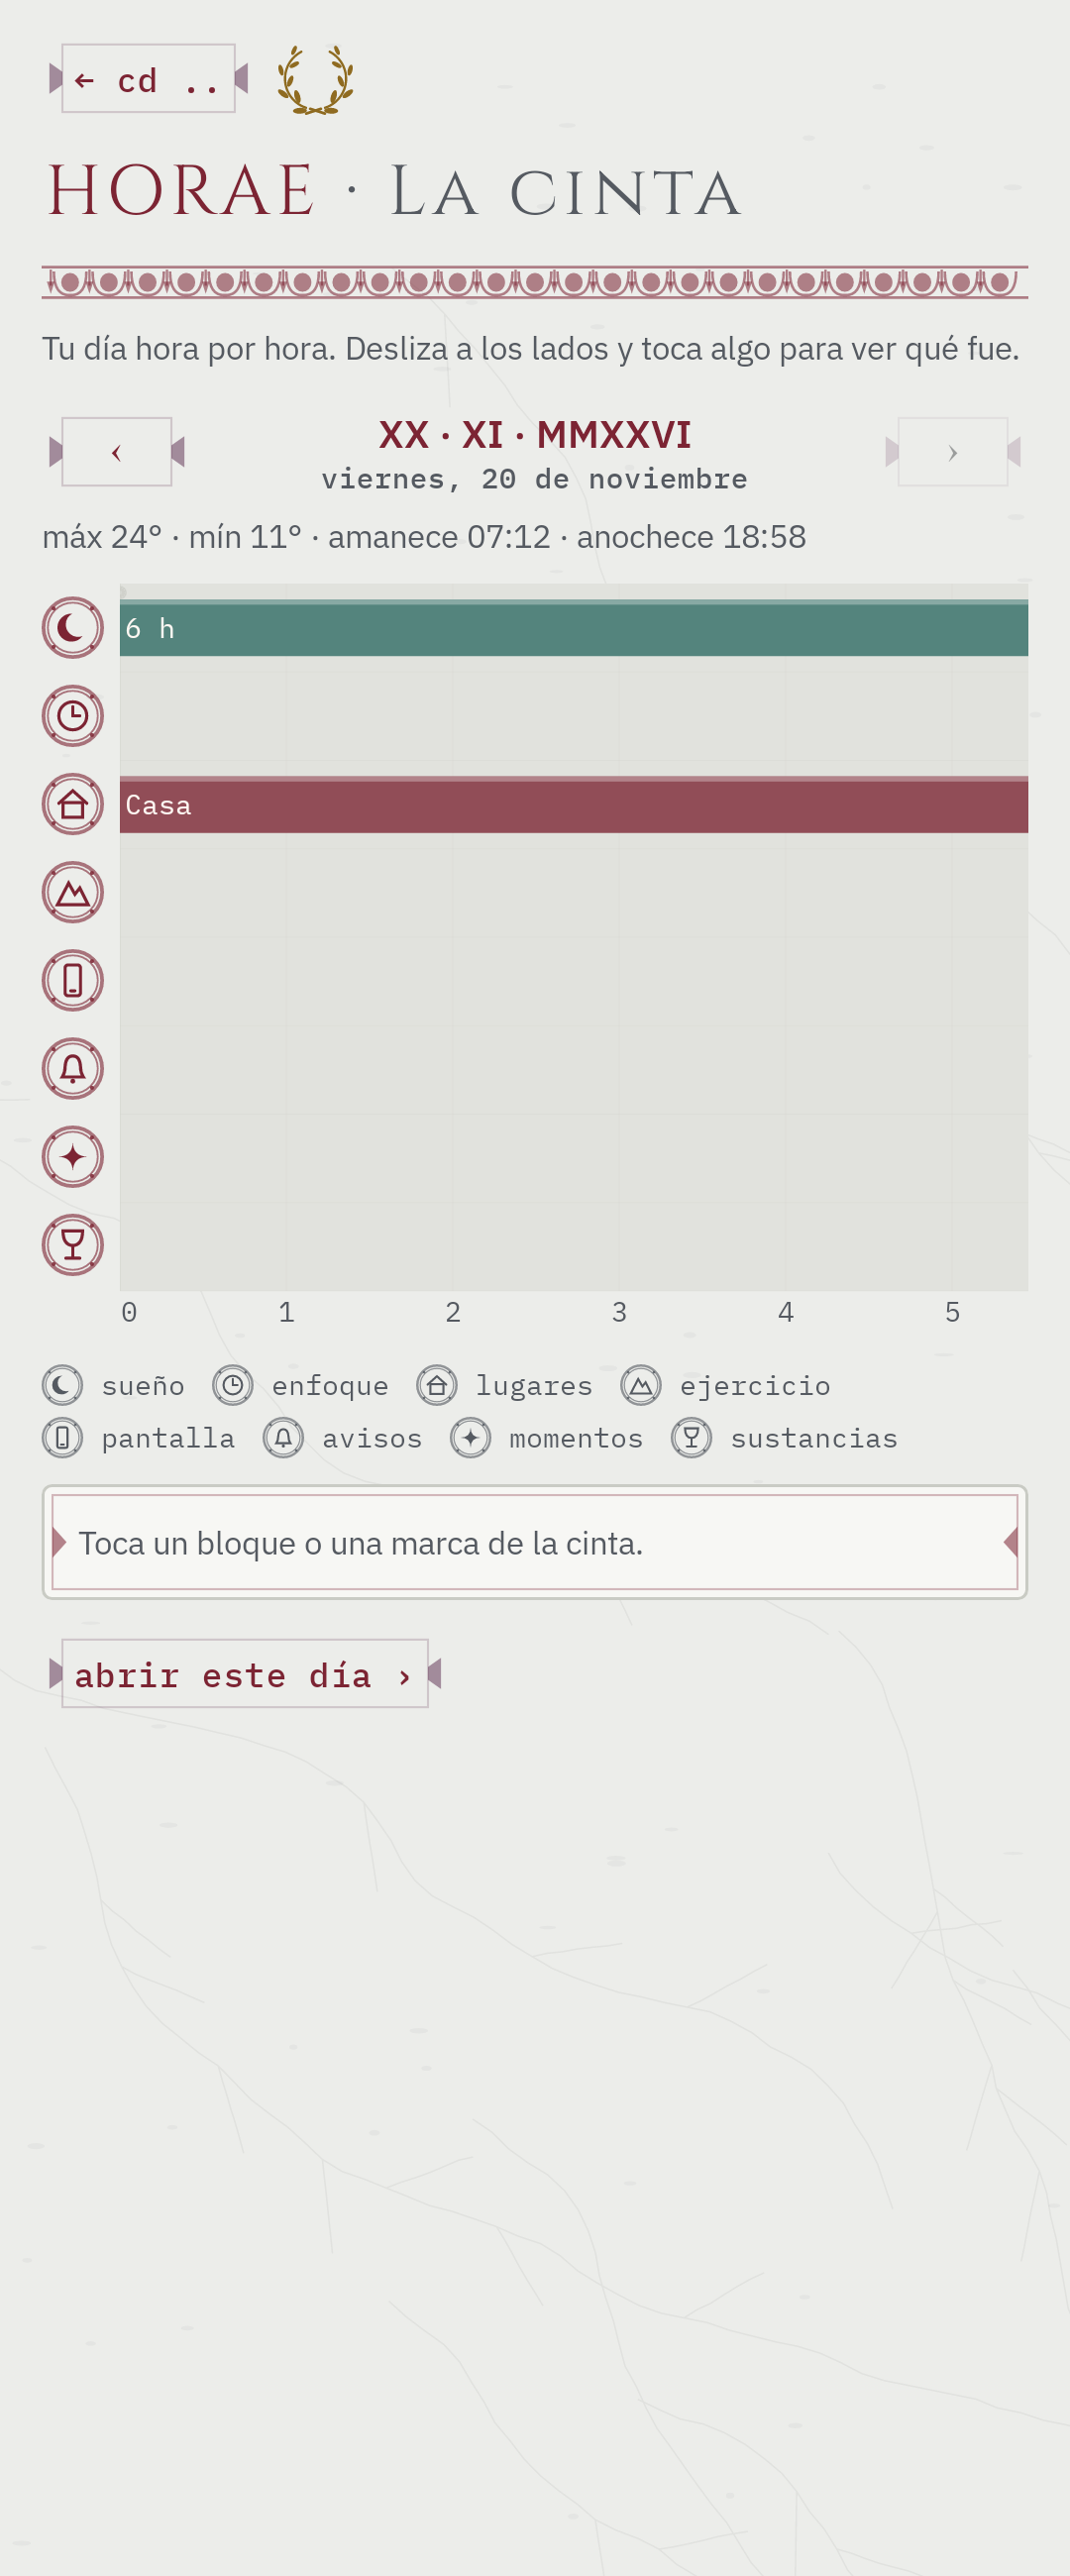 ← cd ..
HORAE · La cinta
Tu día hora por hora. Desliza a los lados y toca algo para ver qué fue.
‹ XX · XI · MMXXVI ›
viernes, 20 de noviembre
máx 24° · mín 11° · amanece 07:12 · anochece 18:58
6 h
Casa
0 1 2 3 4 5
sueño enfoque lugares ejercicio
pantalla avisos momentos sustancias
Toca un bloque o una marca de la cinta.
abrir este día ›